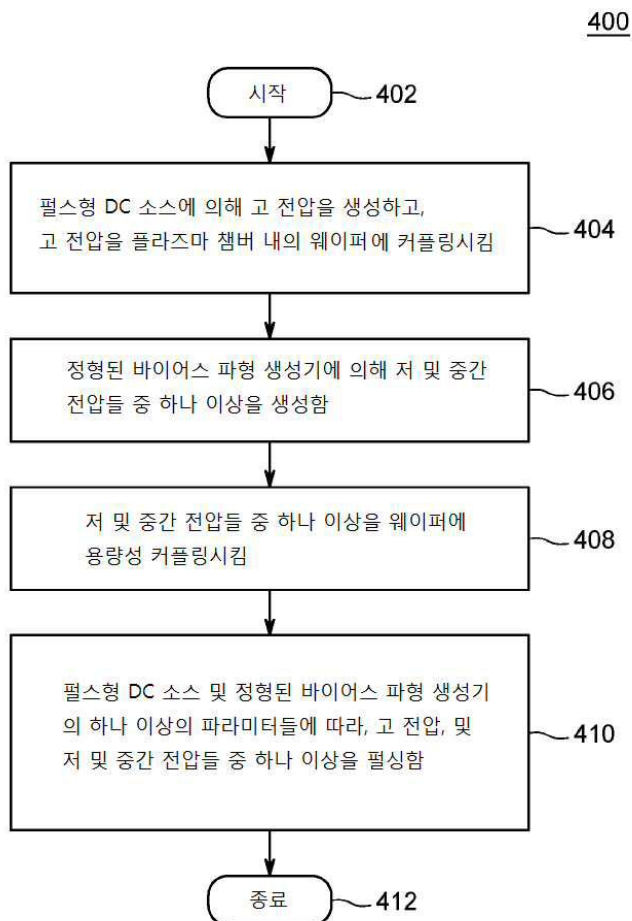 400
시작
402
펄스형 DC 소스에 의해 고 전압을 생성하고,
고 전압을 플라즈마 챔버 내의 웨이퍼에 커플링시킴
404
정형된 바이어스 파형 생성기에 의해 저 및 중간
전압들 중 하나 이상을 생성함
406
저 및 중간 전압들 중 하나 이상을 웨이퍼에
용량성 커플링시킴
408
펄스형 DC 소스 및 정형된 바이어스 파형 생성기
의 하나 이상의 파라미터들에 따라, 고 전압, 및
저 및 중간 전압들 중 하나 이상을 펄싱함
410
종료
412